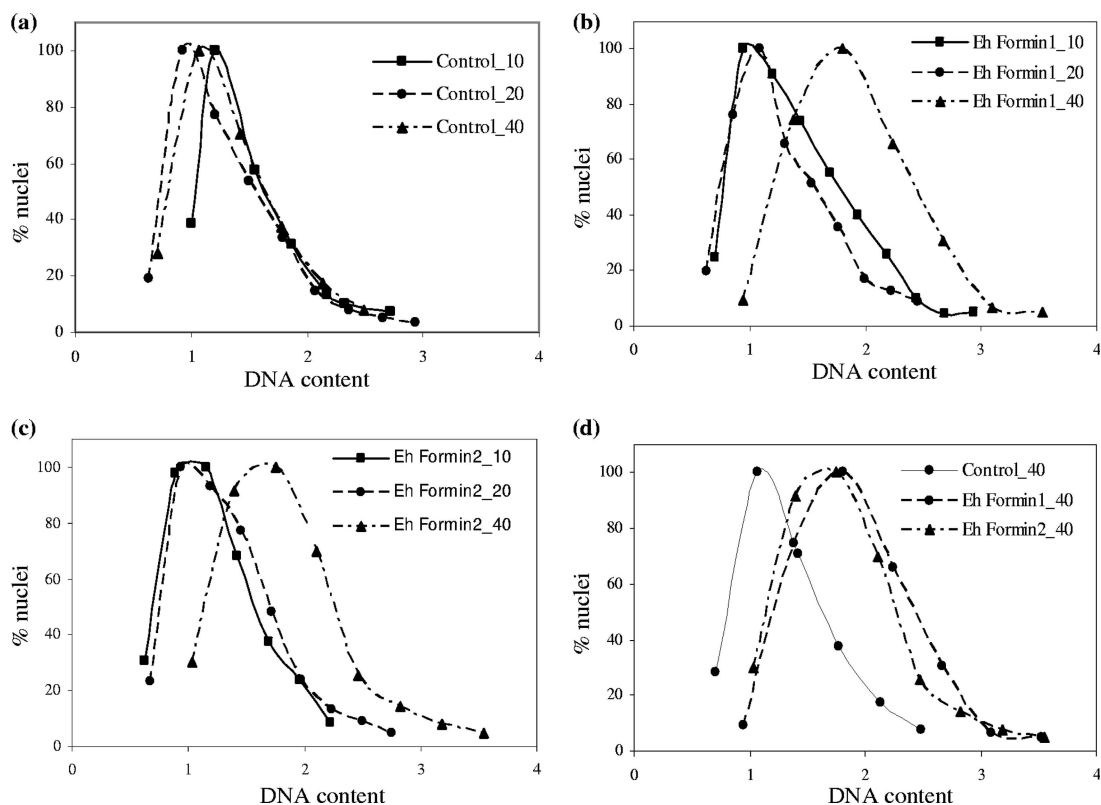 (a)
100
80
60
40
20
0
% nuclei
Control_10
Control_20
Control_40
0 1 2 3 4
DNA content
(b)
100
80
60
40
20
0
% nuclei
Eh Formin1_10
Eh Formin1_20
Eh Formin1_40
0 1 2 3 4
DNA content
(c)
100
80
60
40
20
0
% nuclei
Eh Formin2_10
Eh Formin2_20
Eh Formin2_40
0 1 2 3 4
DNA content
(d)
100
80
60
40
20
0
% nuclei
Control_40
Eh Formin1_40
Eh Formin2_40
0 1 2 3 4
DNA content